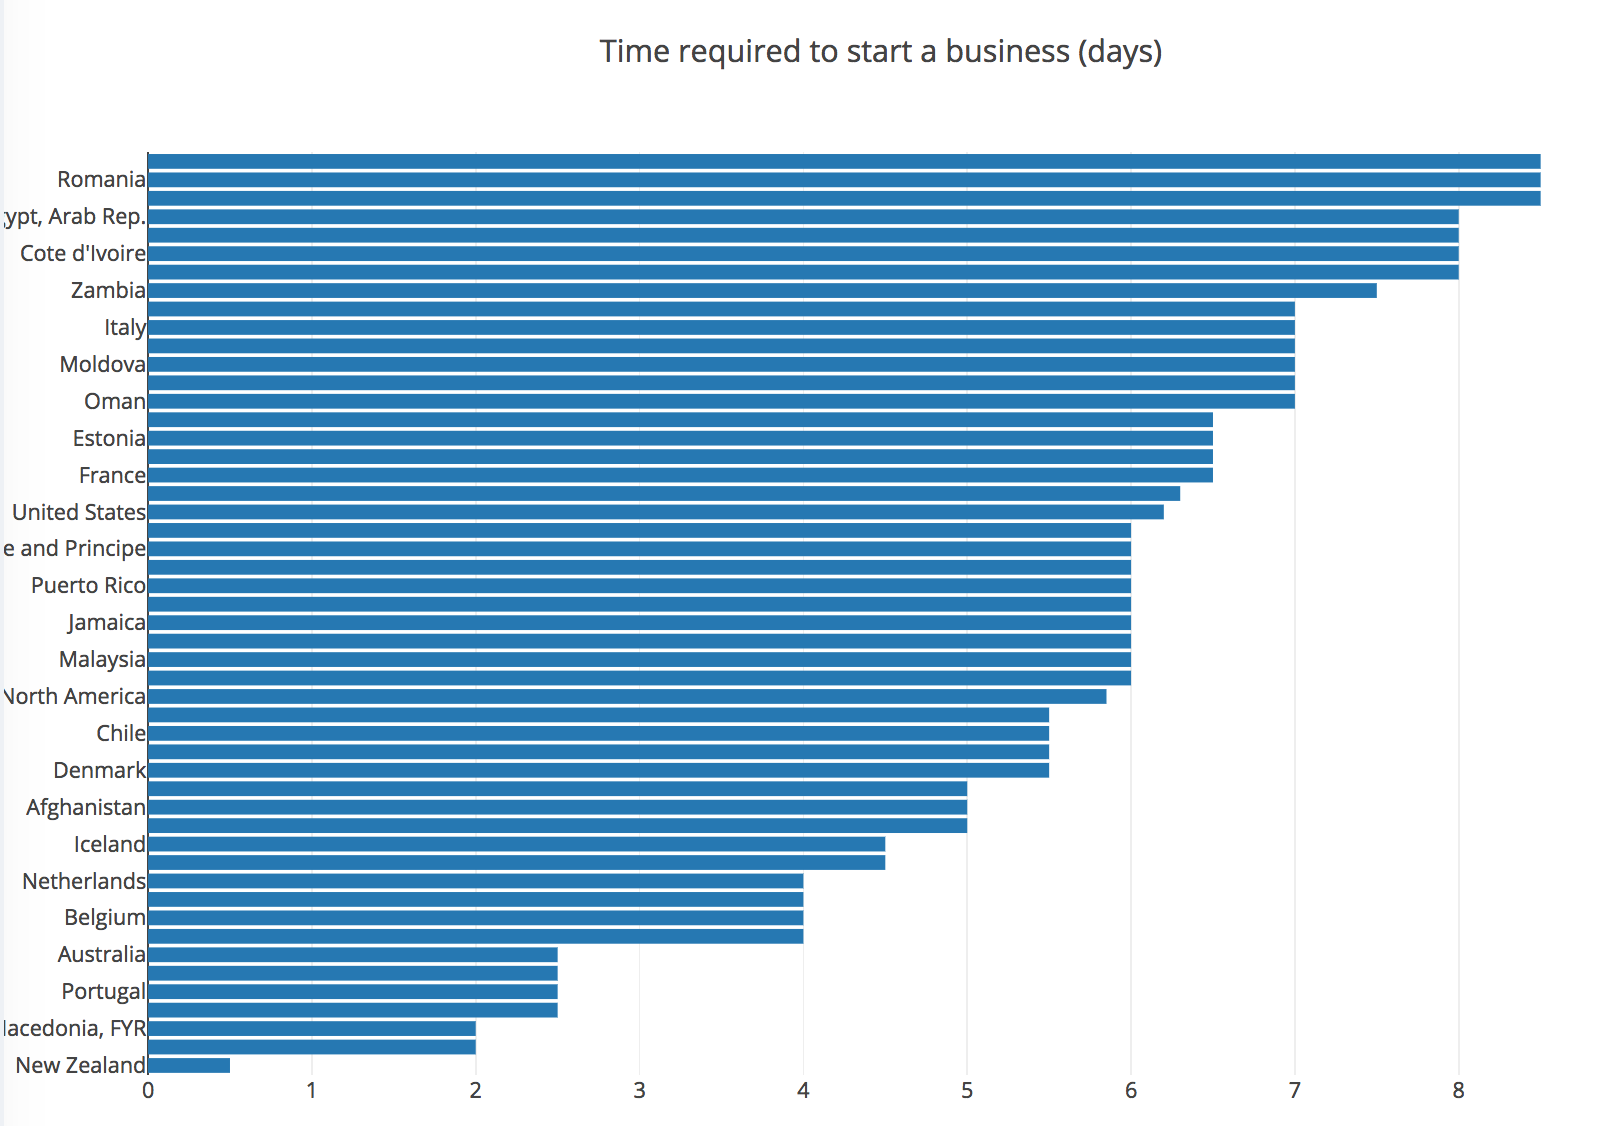 Time required to start a business (days)
Romania
ypt, Arab Rep.
Cote d'Ivoire
Zambia
Italy
Moldova
Oman
Estonia
France
United States
e and Principe
Puerto Rico
Jamaica
Malaysia
North America
Chile
Denmark
Afghanistan
Iceland
Netherlands
Belgium
Australia
Portugal
acedonia, FYR
New Zealand
0 1 2 3 4 5 6 7 8